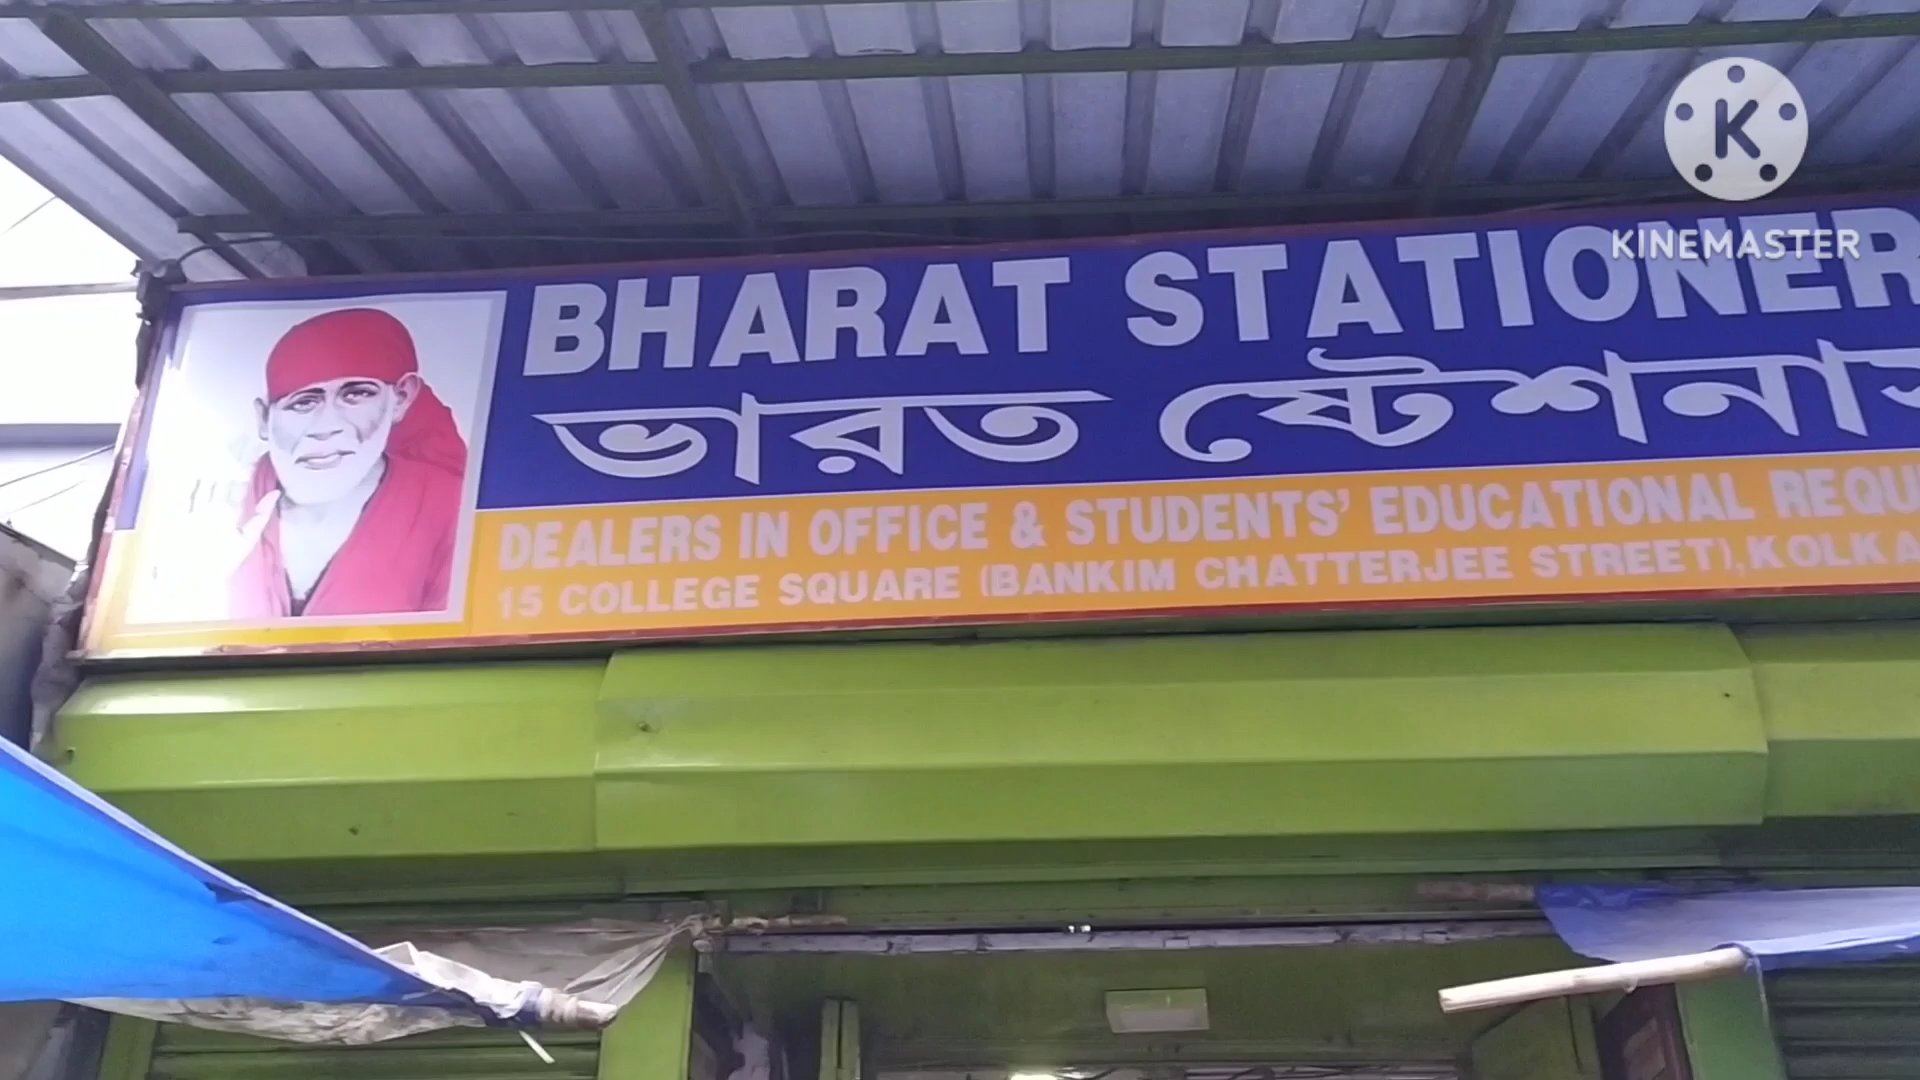 K
KINEMASTER
BHARAT STATIONER
ভারত ষ্টেশনাস
DEALERS IN OFFICE & STUDENTS' EDUCATIONAL REQU
15 COLLEGE SQUARE (BANKIM CHATTERJEE STREET), KOLKA